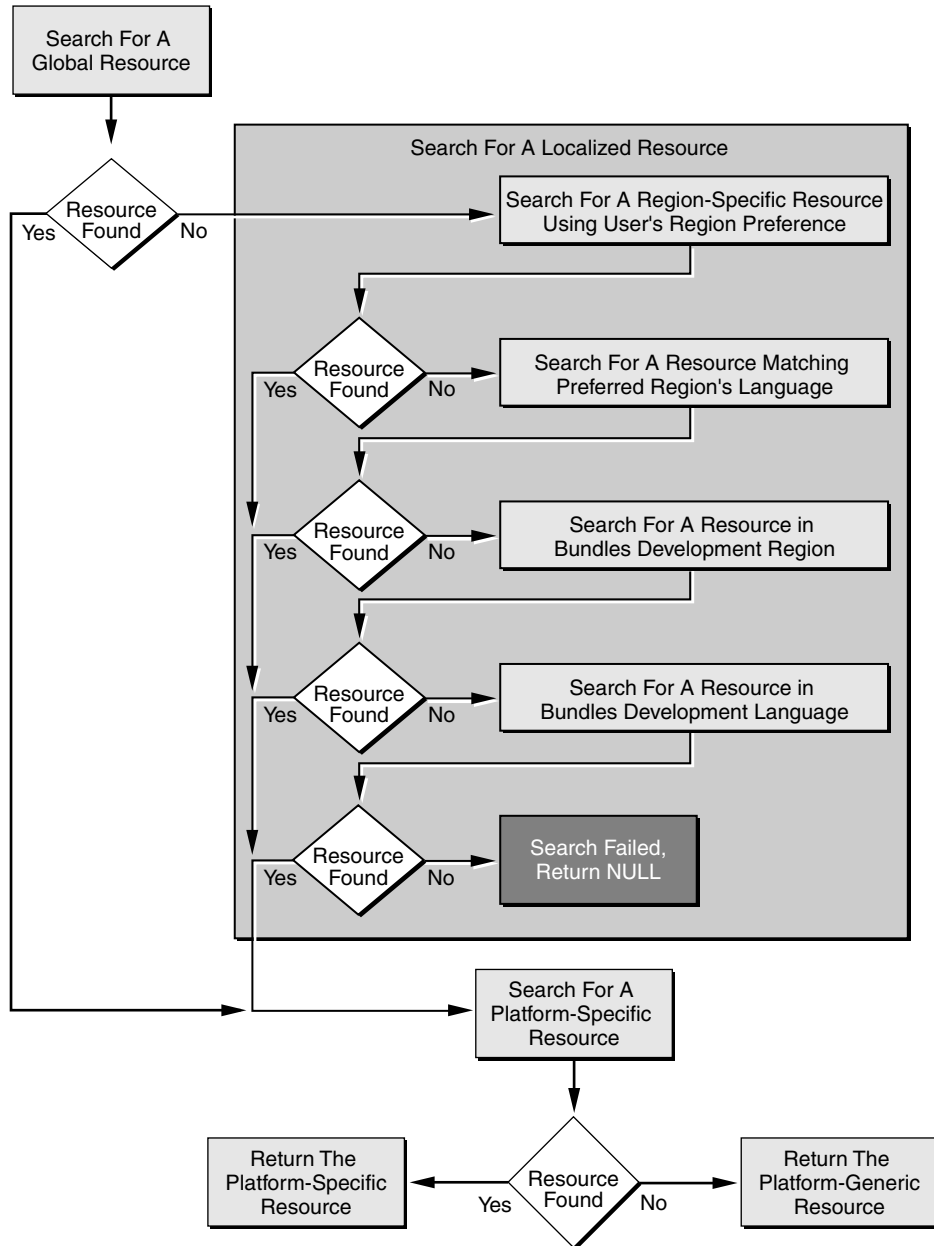 Search For A
Global Resource
Search For A Localized Resource
Resource
Found
Yes
No
Search For A Region-Specific Resource
Using User's Region Preference
Resource
Found
Yes
No
Search For A Resource Matching
Preferred Region's Language
Resource
Found
Yes
No
Search For A Resource in
Bundles Development Region
Resource
Found
Yes
No
Search For A Resource in
Bundles Development Language
Resource
Found
Yes
No
Search Failed,
Return NULL
Search For A
Platform-Specific
Resource
Return The
Platform-Specific
Resource
Yes
Resource
Found
No
Return The
Platform-Generic
Resource